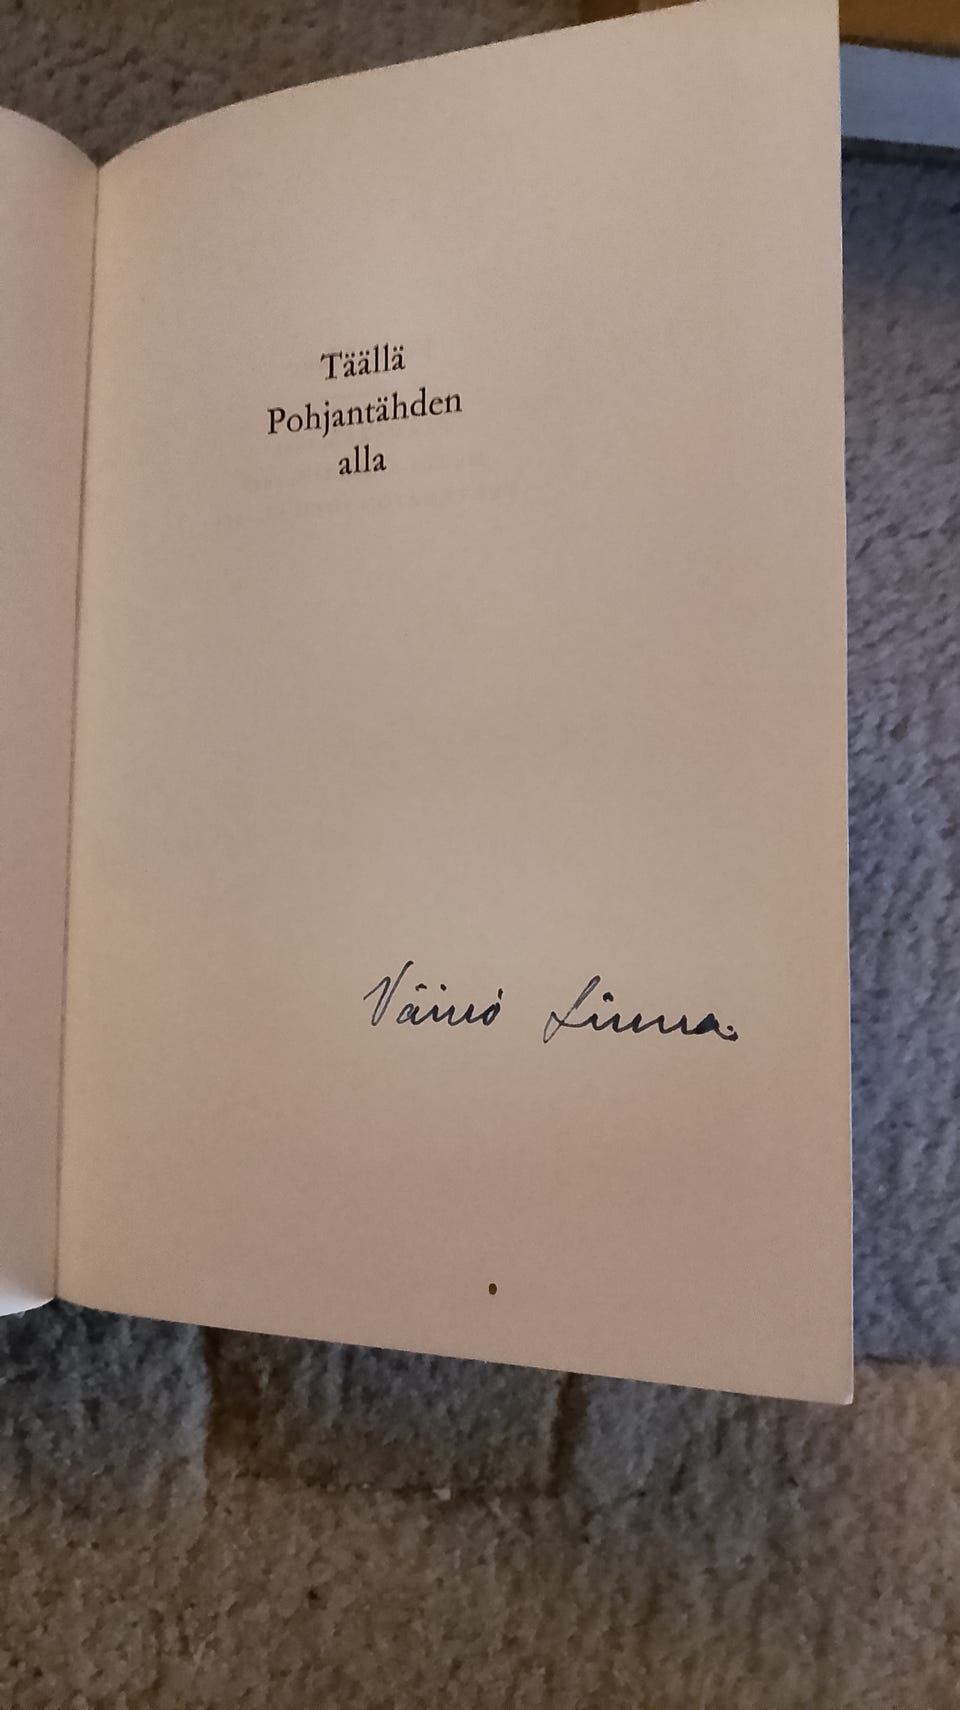 Täällä
Pohjantähden
alla
Väinö Linna